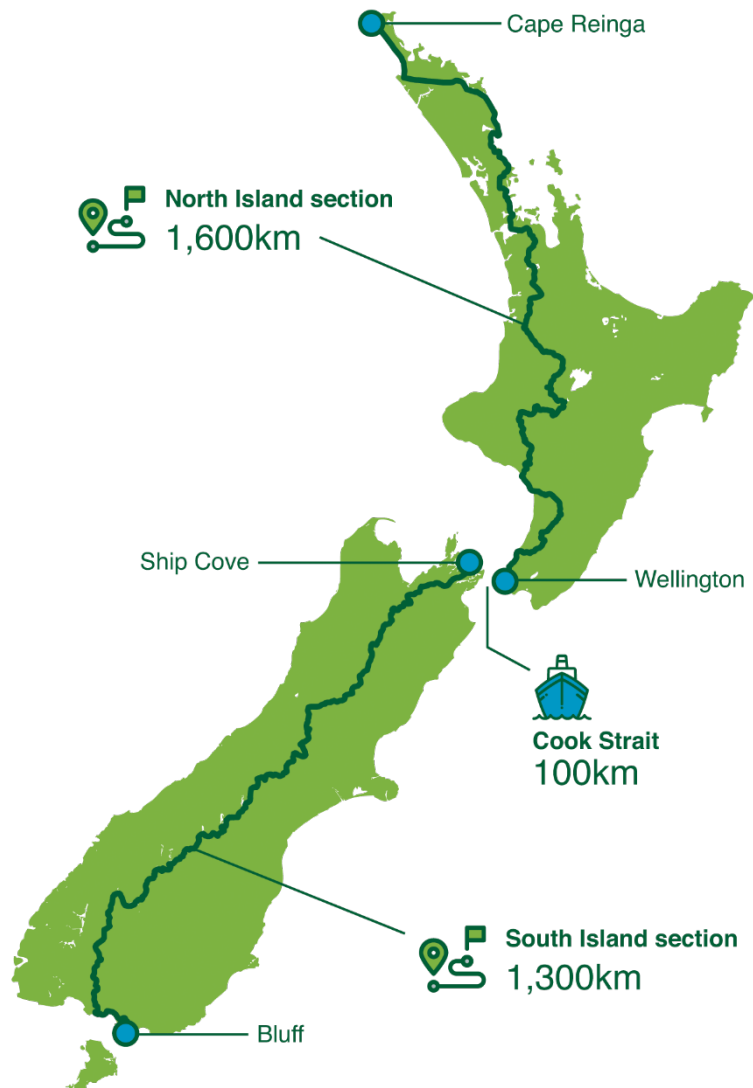 Cape Reinga
North Island section
1,600km
Ship Cove
Wellington
Cook Strait
100km
South Island section
1,300km
Bluff